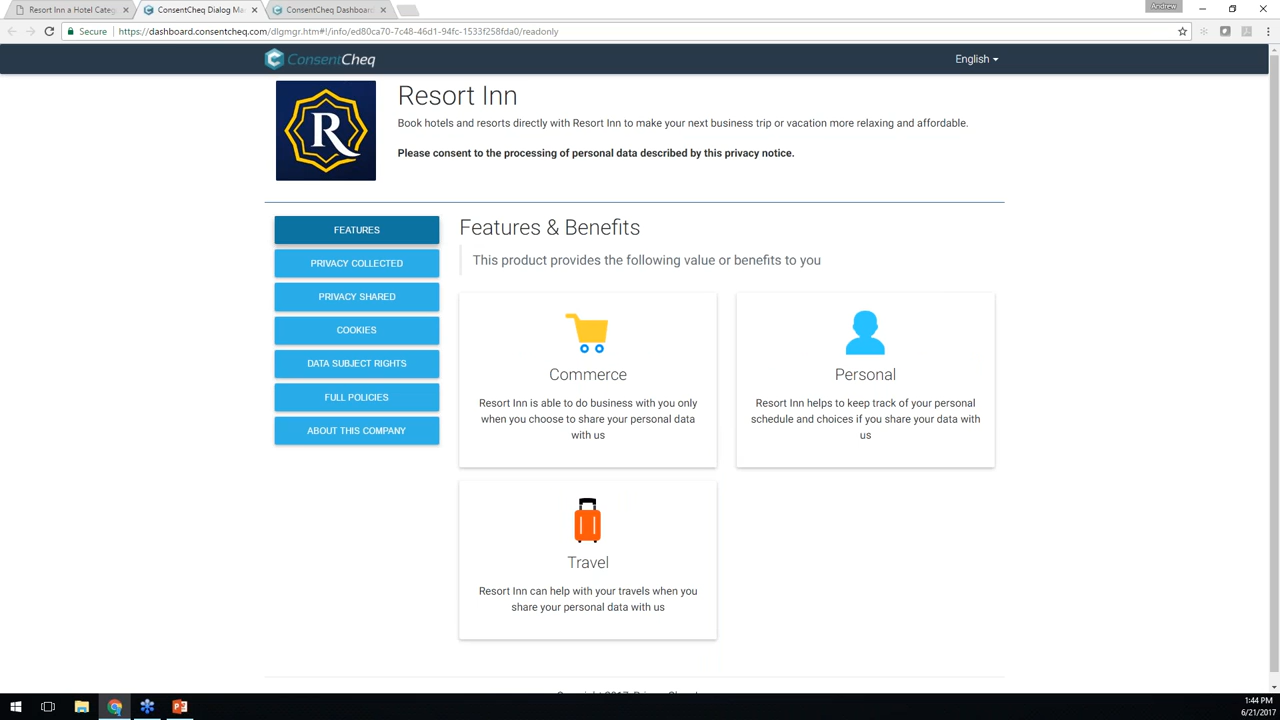 Resort Inn a Hotel Categ
ConsentCheq Dialog Ma
ConsentCheq Dashboard
Andrew
Secure
https://dashboard.consentcheq.com/dlgmgr.htm#!/info/ed80ca70-7c48-46d1-94fc-1533f258fda0/readonly
ConsentCheq
English
R
Resort Inn
Book hotels and resorts directly with Resort Inn to make your next business trip or vacation more relaxing and affordable.
Please consent to the processing of personal data described by this privacy notice.
FEATURES
PRIVACY COLLECTED
PRIVACY SHARED
COOKIES
DATA SUBJECT RIGHTS
FULL POLICIES
ABOUT THIS COMPANY
Features & Benefits
This product provides the following value or benefits to you
Commerce
Resort Inn is able to do business with you only
when you choose to share your personal data
with us
Personal
Resort Inn helps to keep track of your personal
schedule and choices if you share your data with
us
Travel
Resort Inn can help with your travels when you
share your personal data with us
1:44 PM
6/21/2017